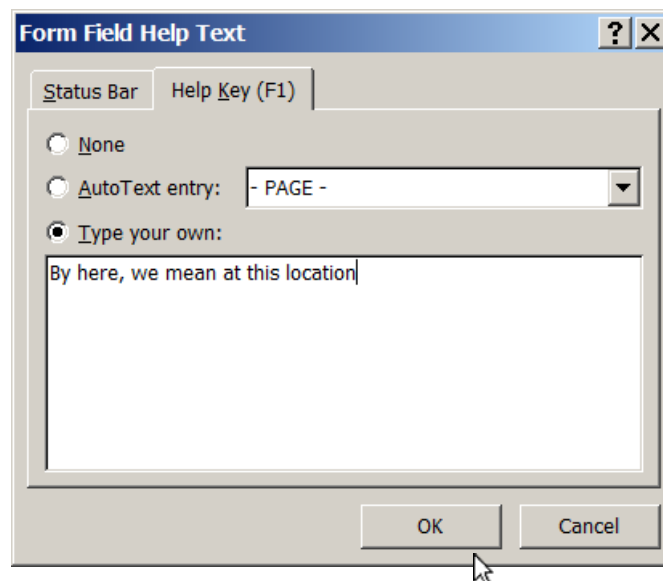 Form Field Help Text
Status Bar Help Key (F1)
None
AutoText entry: - PAGE -
Type your own:
By here, we mean at this location
OK Cancel